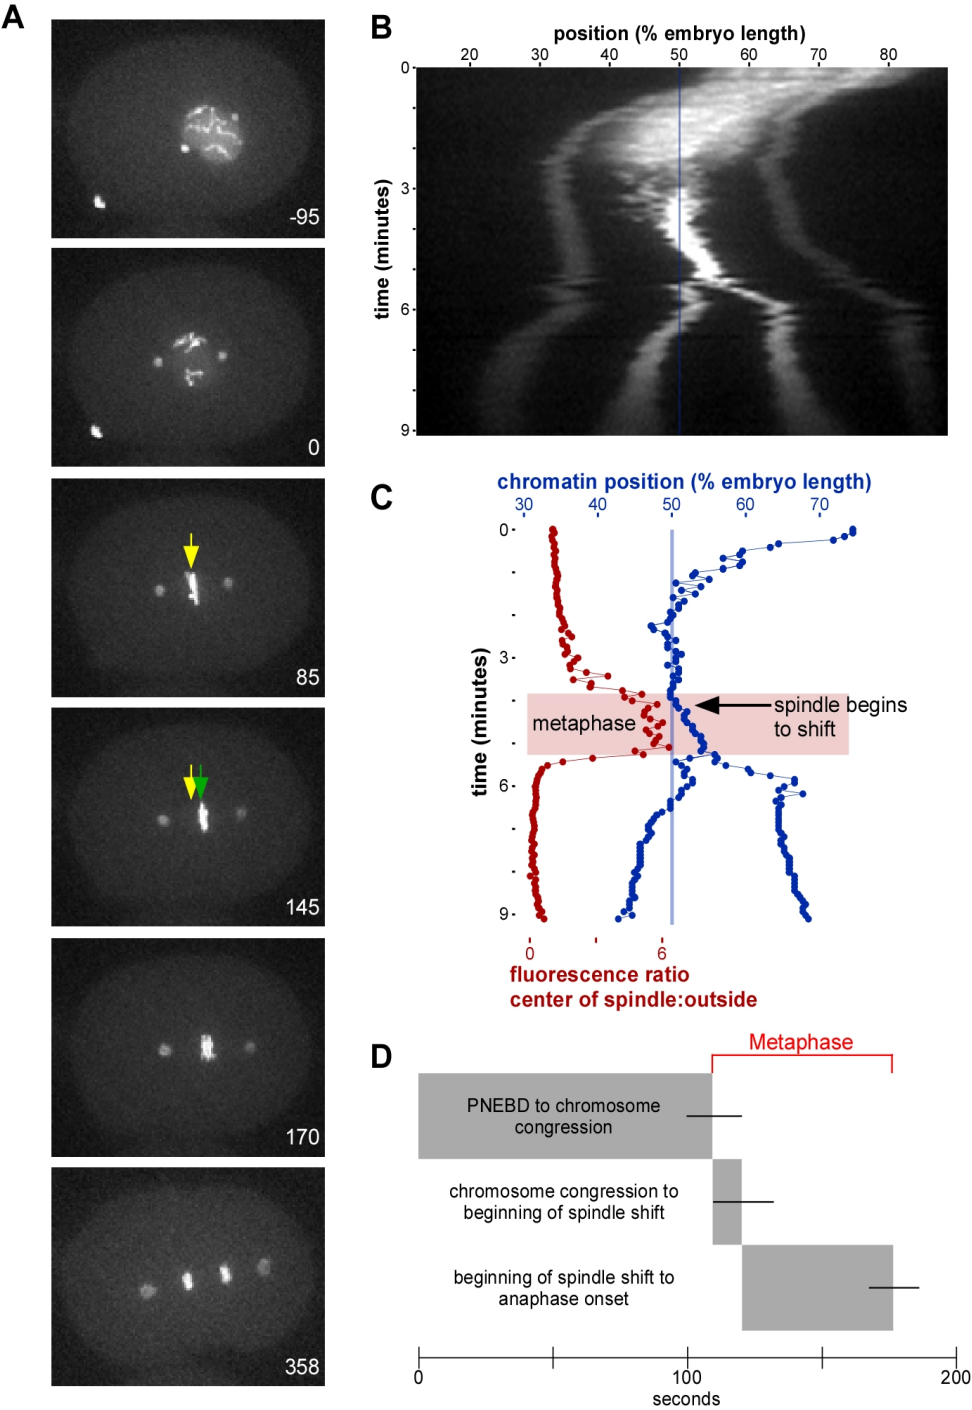 A
-95
0
85
145
170
358
B
position (% embryo length)
20 30 40 50 60 70 80
0
3
6
9
time (minutes)
C
chromatin position (% embryo length)
30 40 50 60 70
0
3
6
9
time (minutes)
metaphase
spindle begins
to shift
0 6
fluorescence ratio
center of spindle:outside
D
Metaphase
PNEBD to chromosome
congression
chromosome congression to
beginning of spindle shift
beginning of spindle shift to
anaphase onset
0 100 200
seconds